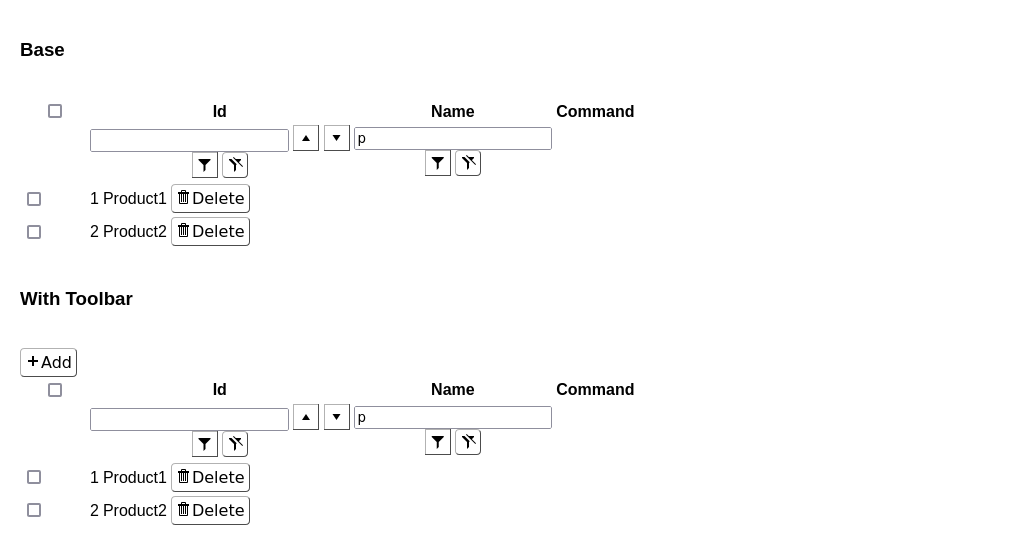 Base
Id Name Command
p
1 Product1 Delete
2 Product2 Delete
With Toolbar
Add
Id Name Command
p
1 Product1 Delete
2 Product2 Delete